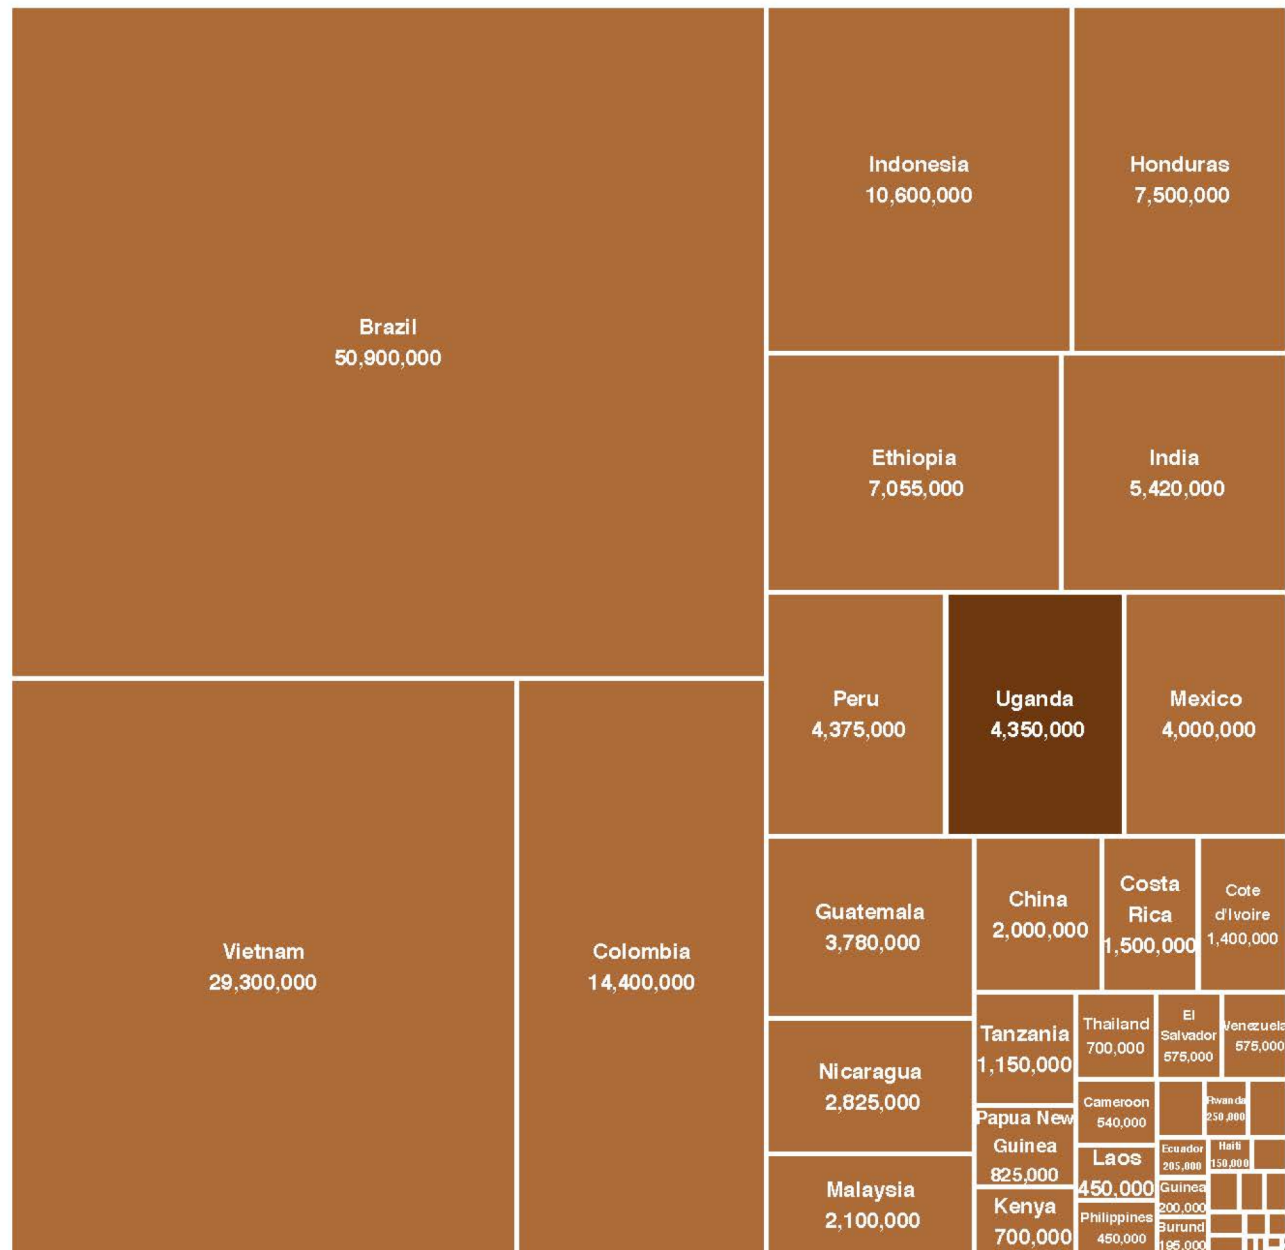 Brazil
50,900,000
Indonesia
10,600,000
Honduras
7,500,000
Ethiopia
7,055,000
India
5,420,000
Peru
4,375,000
Uganda
4,350,000
Mexico
4,000,000
Vietnam
29,300,000
Colombia
14,400,000
Guatemala
3,780,000
China
2,000,000
Costa
Rica
1,500,000
Cote
d'Ivoire
1,400,000
Nicaragua
2,825,000
Tanzania
1,150,000
Thailand
700,000
El
Salvador
575,000
Venezuela
575,000
Cameroon
540,000
Rwanda
250,000
Papua New
Guinea
825,000
Malaysia
2,100,000
Laos
450,000
Ecuador
205,000
Haiti
150,000
Kenya
700,000
Philippines
450,000
Guinea
200,000
Burund
195,000